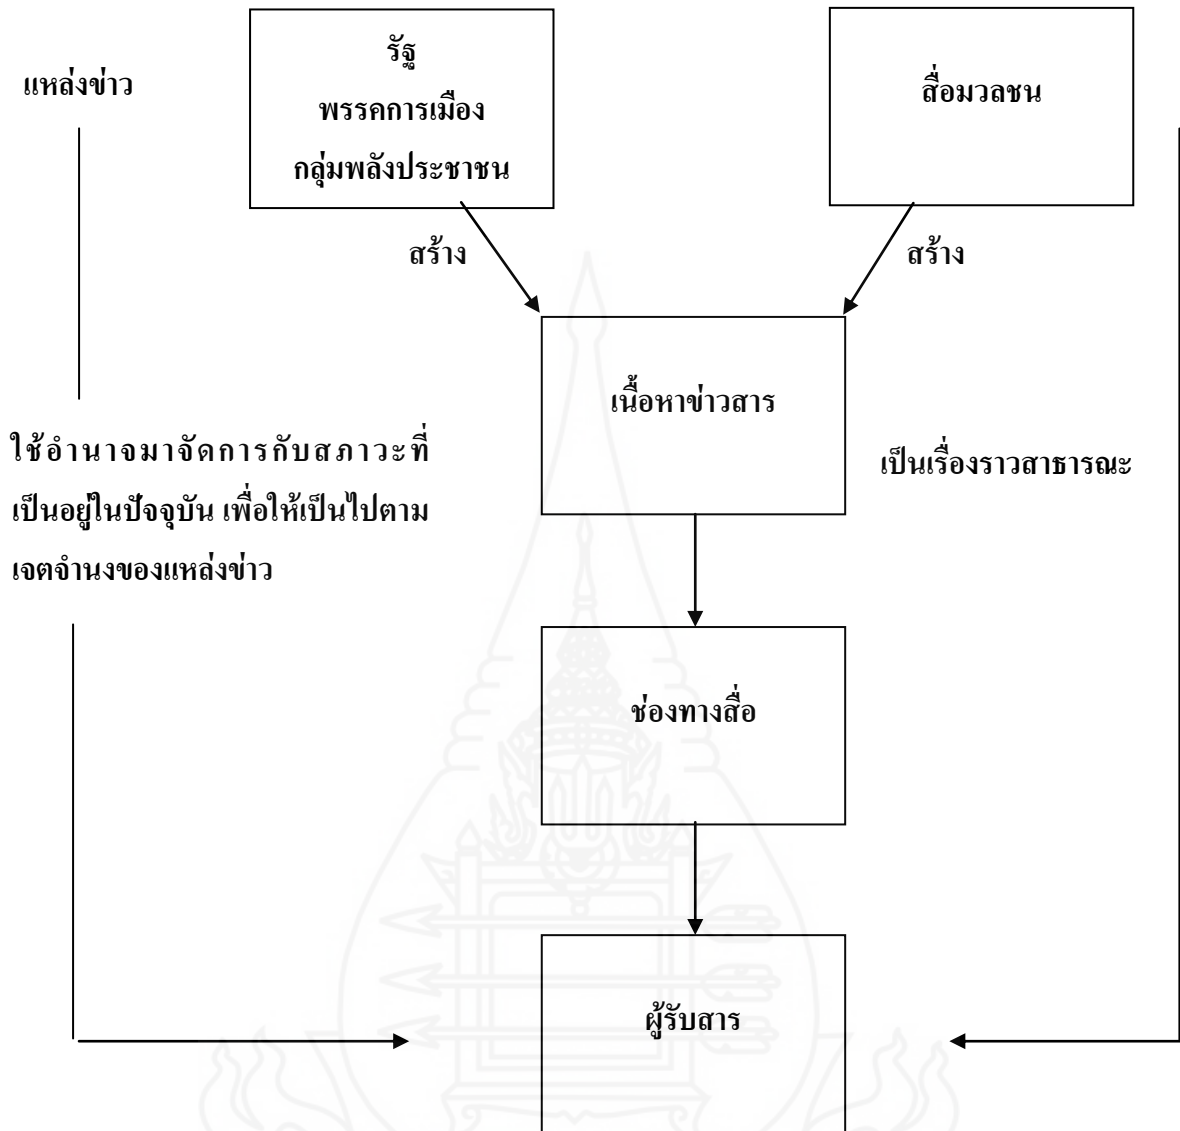 รัฐ
แหล่งข่าว
พรรคการเมือง
กลุ่มพลังประชาชน
สื่อมวลชน
สร้าง
สร้าง
เนื้อหาข่าวสาร
ใช้อำนาจมาจัดการกับสภาวะที่
เป็นอยู่ในปัจจุบัน เพื่อให้เป็นไปตาม
เจตจำนงของแหล่งข่าว
เป็นเรื่องราวสาธารณะ
ช่องทางสื่อ
ผู้รับสาร